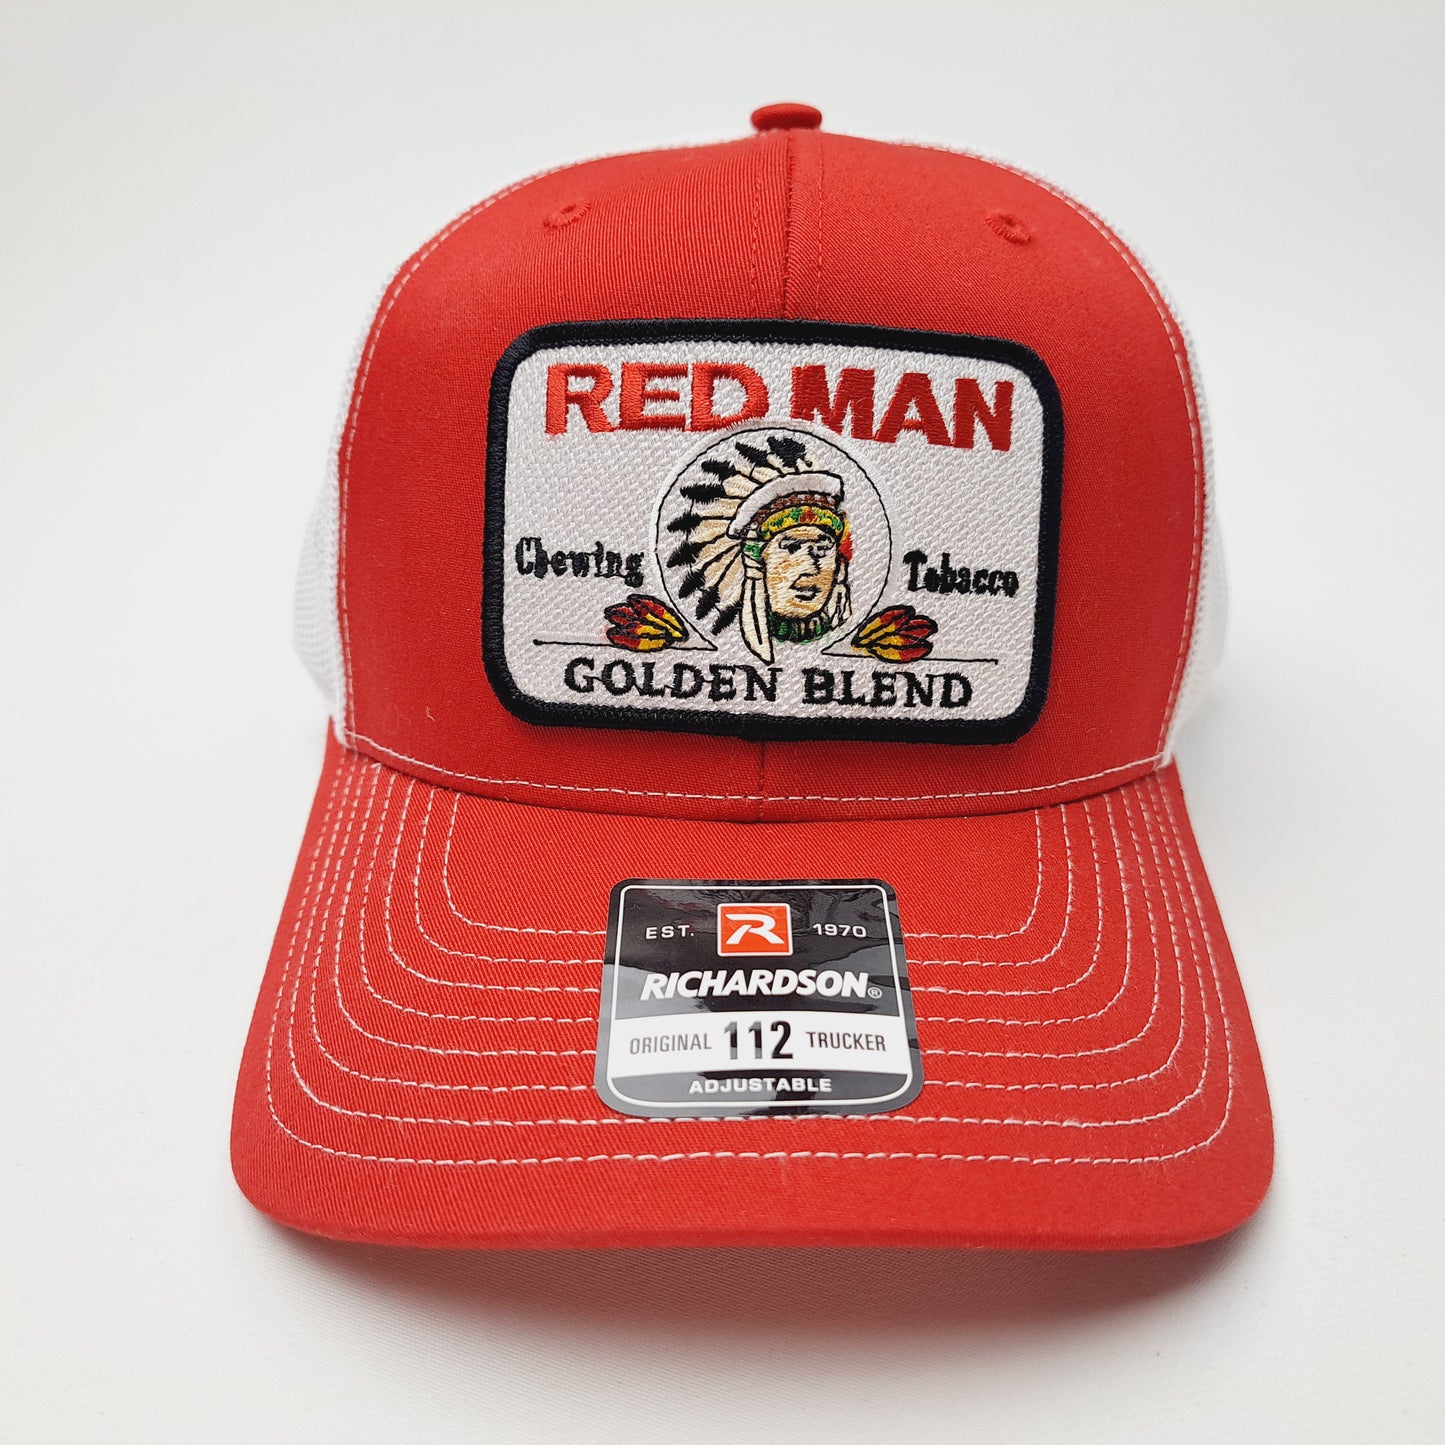 RED MAN
Chewing Tobacco
GOLDEN BLEND
EST. R 1970
RICHARDSON®
ORIGINAL 112 TRUCKER
ADJUSTABLE